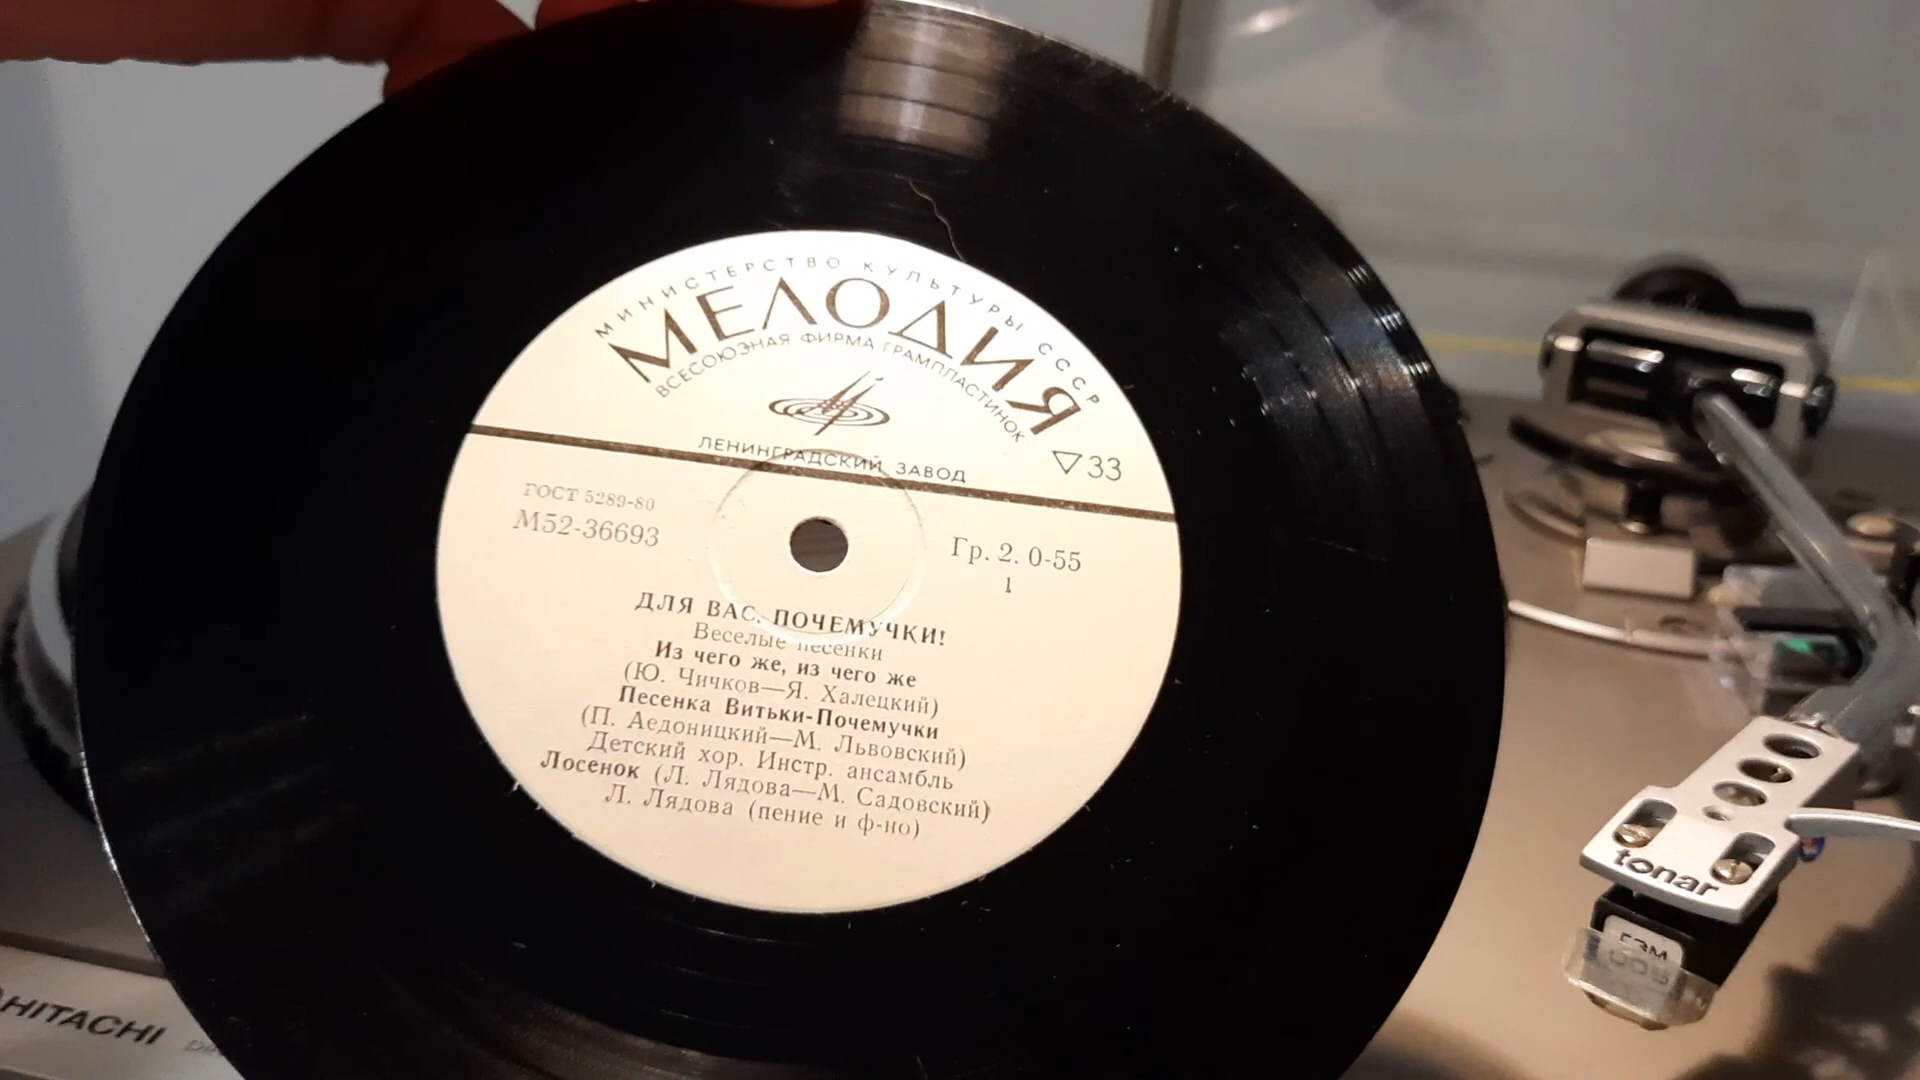 МИНИСТЕРСТВО КУЛЬТУРЫ СССР
МЕЛОДИЯ
ВСЕСОЮЗНАЯ ФИРМА ГРАМПЛАСТИНОК
ЛЕНИНГРАДСКИЙ ЗАВОД
▽33
ГОСТ 5289-80
М52-36693
Гр. 2. 0-55
1
ДЛЯ ВАС, ПОЧЕМУЧКИ!
Веселые песенки
Из чего же, из чего же
(Ю. Чичков—Я. Халецкий)
Песенка Витьки-Почемучки
(П. Аедоницкий—М. Львовский)
Детский хор. Инстр. ансамбль
Лосенок (Л. Лядова—М. Садовский)
Л. Лядова (пение и ф-но)
tonar
HITACHI